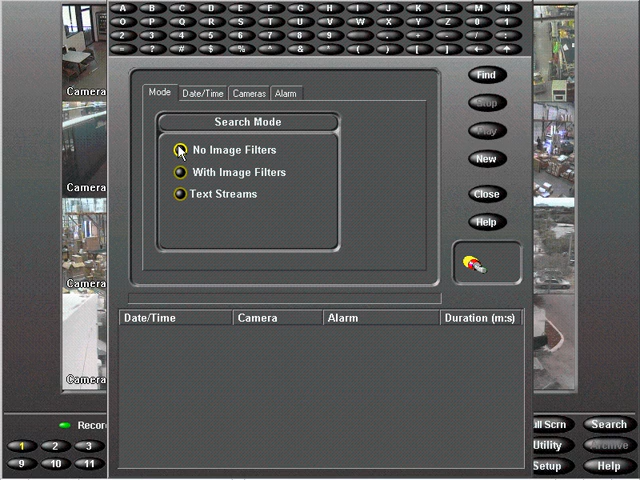 A B C D E F G H I J K L M N
O P Q R S T U V W X Y Z 0 1
2 3 4 5 6 7 8 9 . + - / :
= ? # $ % ^ & * ( ) [ ] ← ↑
Mode Date/Time Cameras Alarm
Search Mode
No Image Filters
With Image Filters
Text Streams
Find
Stop
Play
New
Close
Help
Camera
Camera
Camera
Camera
Date/Time Camera Alarm Duration (m:s)
Recor
1 2 3
9 10 11
ull Scrn Search
Utility Archive
Setup Help